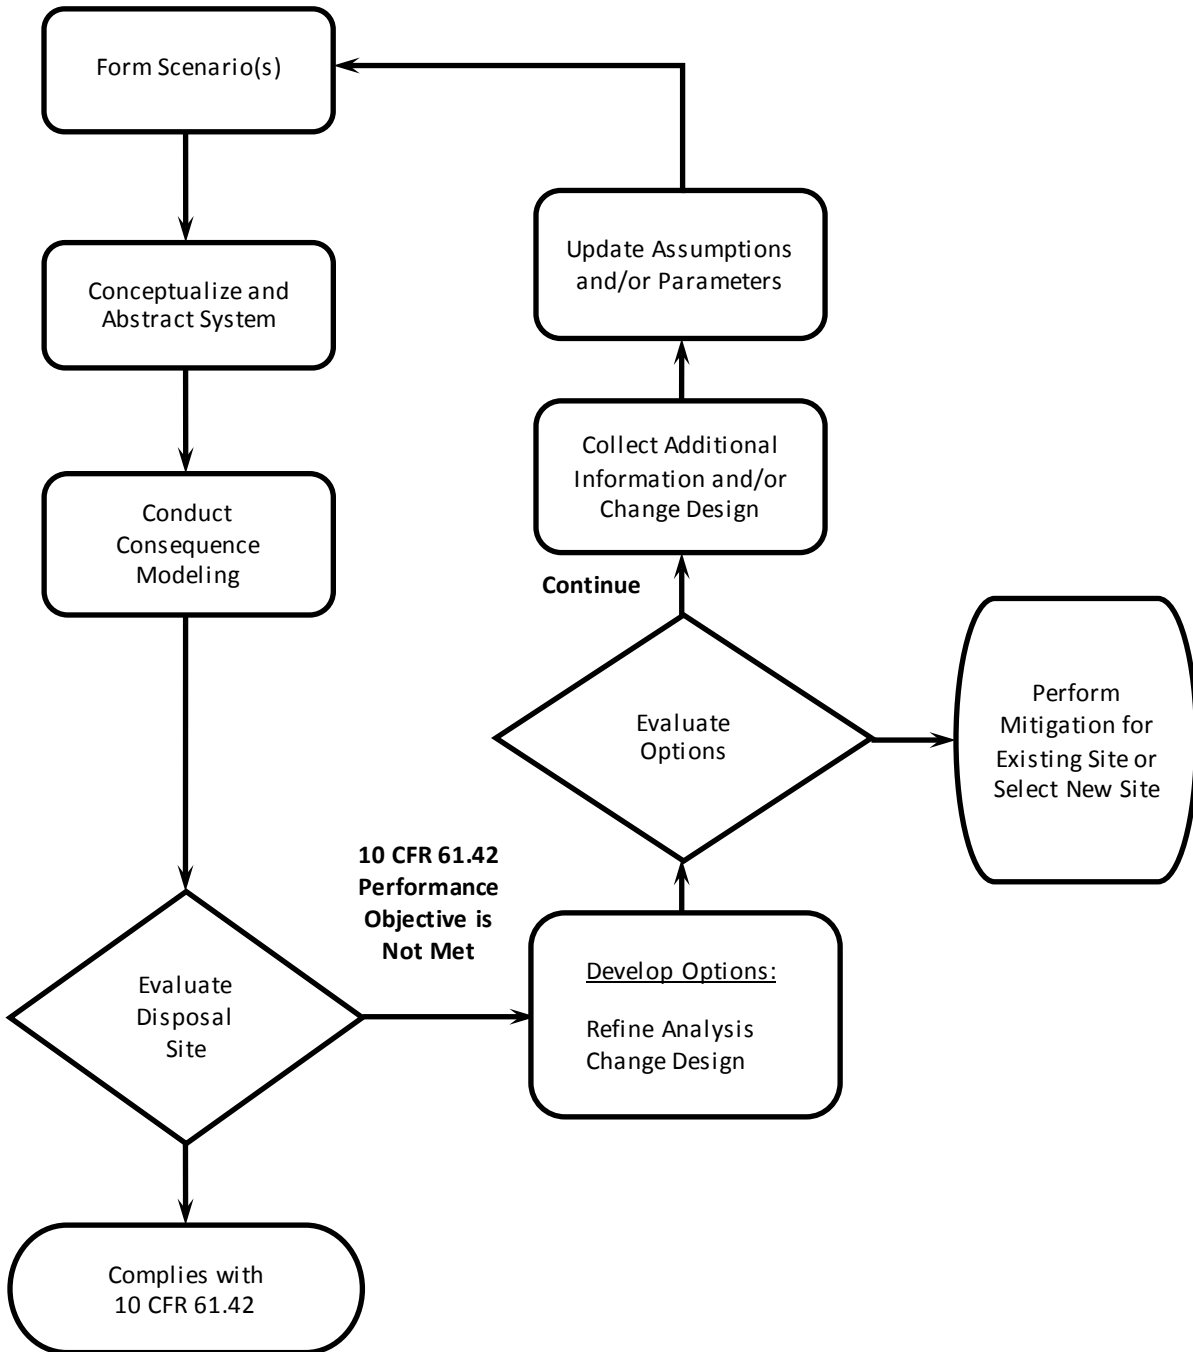 Form Scenario(s)
Conceptualize and
Abstract System
Conduct
Consequence
Modeling
Evaluate
Disposal
Site
Complies with
10 CFR 61.42
10 CFR 61.42
Performance
Objective is
Not Met
Develop Options:
Refine Analysis
Change Design
Evaluate
Options
Continue
Collect Additional
Information and/or
Change Design
Update Assumptions
and/or Parameters
Perform
Mitigation for
Existing Site or
Select New Site